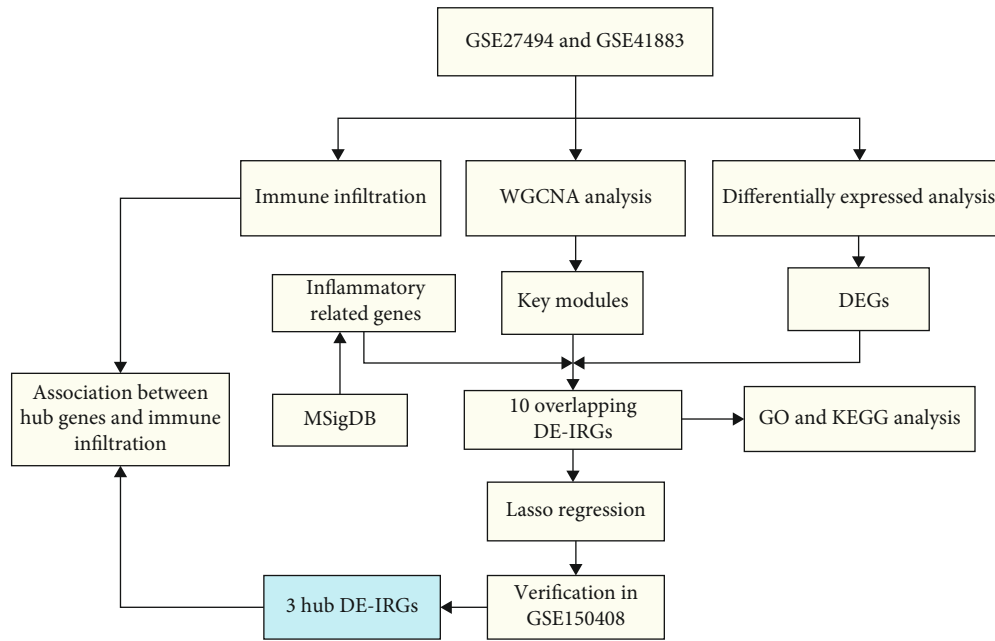 GSE27494 and GSE41883
Immune infiltration
WGCNA analysis
Differentially expressed analysis
Inflammatory
related genes
Key modules
DEGs
Association between
hub genes and immune
infiltration
MSigDB
10 overlapping
DE-IRGs
GO and KEGG analysis
Lasso regression
3 hub DE-IRGs
Verification in
GSE150408